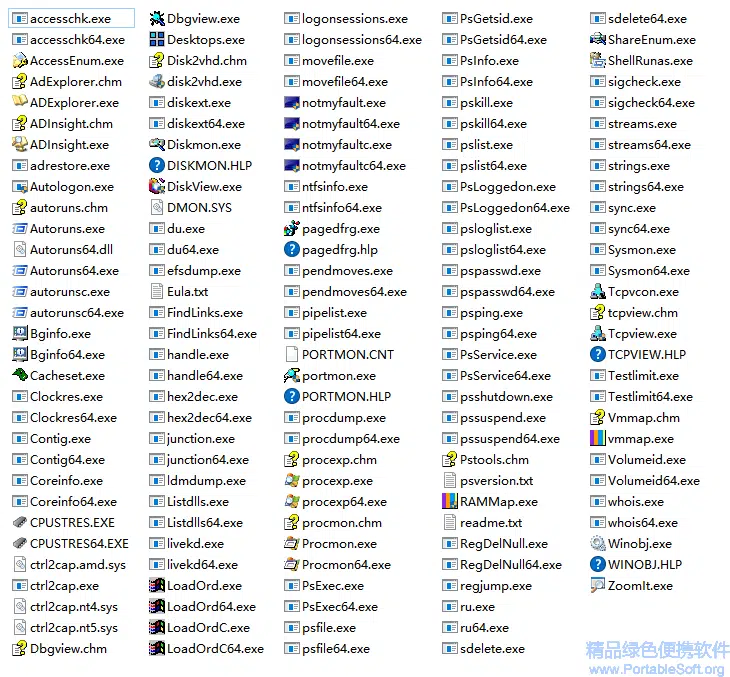 accesschk.exe
accesschk64.exe
AccessEnum.exe
AdExplorer.chm
ADExplorer.exe
ADInsight.chm
ADInsight.exe
adrestore.exe
Autologon.exe
autoruns.chm
Autoruns.exe
Autoruns64.dll
Autoruns64.exe
autorunsc.exe
autorunsc64.exe
Bginfo.exe
Bginfo64.exe
Cacheset.exe
Clockres.exe
Clockres64.exe
Contig.exe
Contig64.exe
Coreinfo.exe
Coreinfo64.exe
CPUSTRES.EXE
CPUSTRES64.EXE
ctrl2cap.amd.sys
ctrl2cap.exe
ctrl2cap.nt4.sys
ctrl2cap.nt5.sys
Dbgview.chm
Dbgview.exe
Desktops.exe
Disk2vhd.chm
disk2vhd.exe
diskext.exe
diskext64.exe
Diskmon.exe
DISKMON.HLP
DiskView.exe
DMON.SYS
du.exe
du64.exe
efsdump.exe
Eula.txt
FindLinks.exe
FindLinks64.exe
handle.exe
handle64.exe
hex2dec.exe
hex2dec64.exe
junction.exe
junction64.exe
ldmdump.exe
Listdlls.exe
Listdlls64.exe
livekd.exe
livekd64.exe
LoadOrd.exe
LoadOrd64.exe
LoadOrdC.exe
LoadOrdC64.exe
logonsessions.exe
logonsessions64.exe
movefile.exe
movefile64.exe
notmyfault.exe
notmyfault64.exe
notmyfaultc.exe
notmyfaultc64.exe
ntfsinfo.exe
ntfsinfo64.exe
pagedfrg.exe
pagedfrg.hlp
pendmoves.exe
pendmoves64.exe
pipelist.exe
pipelist64.exe
PORTMON.CNT
portmon.exe
PORTMON.HLP
procdump.exe
procdump64.exe
procexp.chm
procexp.exe
procexp64.exe
procmon.chm
Procmon.exe
Procmon64.exe
PsExec.exe
PsExec64.exe
psfile.exe
psfile64.exe
PsGetsid.exe
PsGetsid64.exe
PsInfo.exe
PsInfo64.exe
pskill.exe
pskill64.exe
pslist.exe
pslist64.exe
PsLoggedon.exe
PsLoggedon64.exe
psloglist.exe
psloglist64.exe
pspasswd.exe
pspasswd64.exe
psping.exe
psping64.exe
PsService.exe
PsService64.exe
psshutdown.exe
pssuspend.exe
pssuspend64.exe
Pstools.chm
psversion.txt
RAMMap.exe
readme.txt
RegDelNull.exe
RegDelNull64.exe
regjump.exe
ru.exe
ru64.exe
sdelete.exe
sdelete64.exe
ShareEnum.exe
ShellRunas.exe
sigcheck.exe
sigcheck64.exe
streams.exe
streams64.exe
strings.exe
strings64.exe
sync.exe
sync64.exe
Sysmon.exe
Sysmon64.exe
Tcpvcon.exe
tcpview.chm
Tcpview.exe
TCPVIEW.HLP
Testlimit.exe
Testlimit64.exe
Vmmap.chm
vmmap.exe
Volumeid.exe
Volumeid64.exe
whois.exe
whois64.exe
Winobj.exe
WINOBJ.HLP
ZoomIt.exe
精品绿色便携软件
www.PortableSoft.org